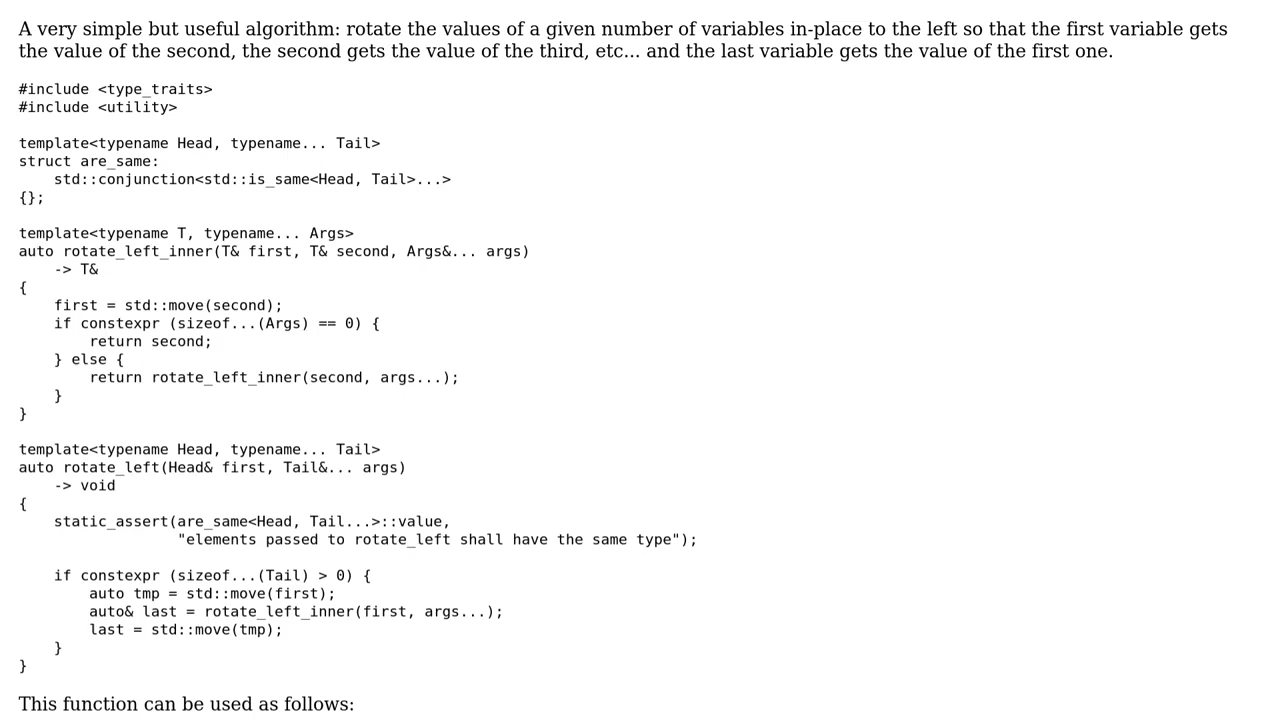 A very simple but useful algorithm: rotate the values of a given number of variables in-place to the left so that the first variable gets
the value of the second, the second gets the value of the third, etc... and the last variable gets the value of the first one.
#include <type_traits>
#include <utility>
template<typename Head, typename... Tail>
struct are_same:
    std::conjunction<std::is_same<Head, Tail>...>
{};
template<typename T, typename... Args>
auto rotate_left_inner(T& first, T& second, Args&... args)
    -> T&
{
    first = std::move(second);
    if constexpr (sizeof...(Args) == 0) {
        return second;
    } else {
        return rotate_left_inner(second, args...);
    }
}
template<typename Head, typename... Tail>
auto rotate_left(Head& first, Tail&... args)
    -> void
{
    static_assert(are_same<Head, Tail...>::value,
                  "elements passed to rotate_left shall have the same type");
    if constexpr (sizeof...(Tail) > 0) {
        auto tmp = std::move(first);
        auto& last = rotate_left_inner(first, args...);
        last = std::move(tmp);
    }
}
This function can be used as follows: